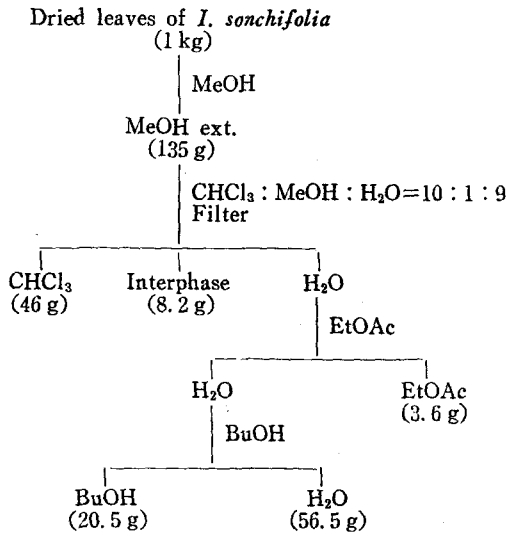 Dried leaves of I. sonchifolia
(1 kg)
MeOH
MeOH ext.
(135 g)
CHCl₃ : MeOH : H₂O=10 : 1 : 9
Filter
CHCl₃ Interphase H₂O
(46 g) (8.2 g)
EtOAc
H₂O EtOAc
(3.6 g)
BuOH
BuOH H₂O
(20.5 g) (56.5 g)